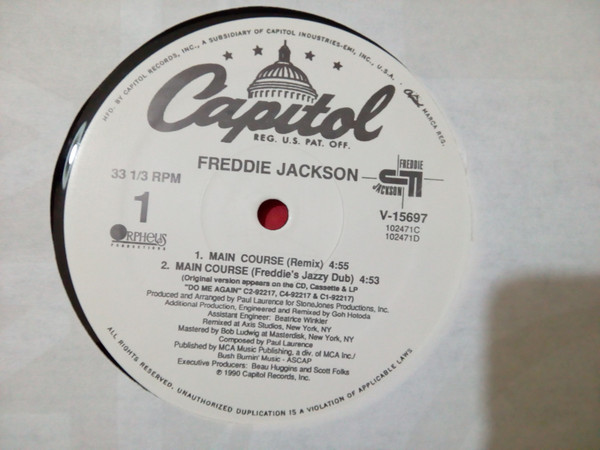 MFD. BY CAPITOL RECORDS, INC., A SUBSIDIARY OF CAPITOL INDUSTRIES-EMI, INC., U.S.A. · Capitol MARCA REG.
Capitol
REG. U.S. PAT. OFF.
FREDDIE JACKSON
FREDDIE
JACKSON
33 1/3 RPM
1
V-15697
102471C
102471D
ORPHEUS
PRODUCTIONS
1. MAIN COURSE (Remix) 4:55
2. MAIN COURSE (Freddie's Jazzy Dub) 4:53
(Original version appears on the CD, Cassette & LP
"DO ME AGAIN" C2-92217, C4-92217 & C1-92217)
Produced and Arranged by Paul Laurence for StoneJones Productions, Inc.
Additional Production, Engineered and Remixed by Goh Hotoda
Assistant Engineer: Beatrice Winkler
Remixed at Axis Studios, New York, NY
Mastered by Bob Ludwig at Masterdisk, New York, NY
Composed by Paul Laurence
Published by MCA Music Publishing, a div. of MCA Inc./
Bush Burnin' Music - ASCAP
Executive Producers: Beau Huggins and Scott Folks
℗ 1990 Capitol Records, Inc.
ALL RIGHTS RESERVED. UNAUTHORIZED DUPLICATION IS A VIOLATION OF APPLICABLE LAWS